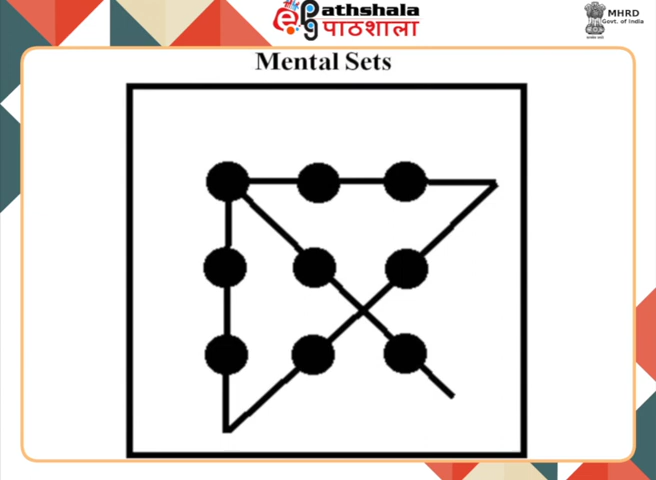 Pathshala
पाठशाला
MHRD
Govt. of India
Mental Sets